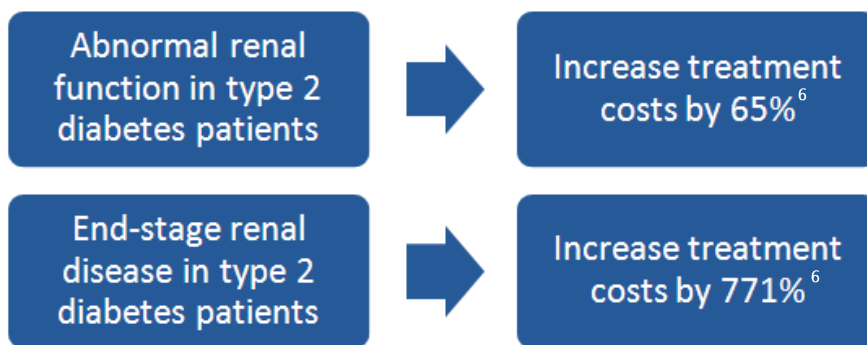 Abnormal renal
function in type 2
diabetes patients
Increase treatment
costs by 65%⁶
End-stage renal
disease in type 2
diabetes patients
Increase treatment
costs by 771%⁶